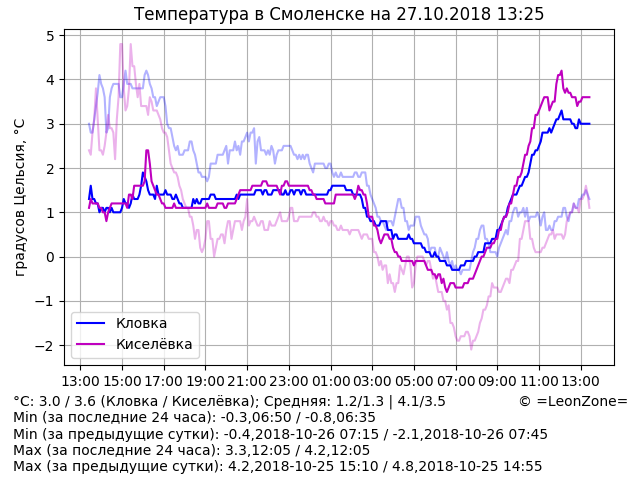 Температура в Смоленске на 27.10.2018 13:25
градусов Цельсия, °C
5
4
3
2
1
0
−1
−2
Кловка
Киселёвка
13:00 15:00 17:00 19:00 21:00 23:00 01:00 03:00 05:00 07:00 09:00 11:00 13:00
°C: 3.0 / 3.6 (Кловка / Киселёвка); Средняя: 1.2/1.3 | 4.1/3.5 © =LeonZone=
Min (за последние 24 часа): -0.3,06:50 / -0.8,06:35
Min (за предыдущие сутки): -0.4,2018-10-26 07:15 / -2.1,2018-10-26 07:45
Max (за последние 24 часа): 3.3,12:05 / 4.2,12:05
Max (за предыдущие сутки): 4.2,2018-10-25 15:10 / 4.8,2018-10-25 14:55